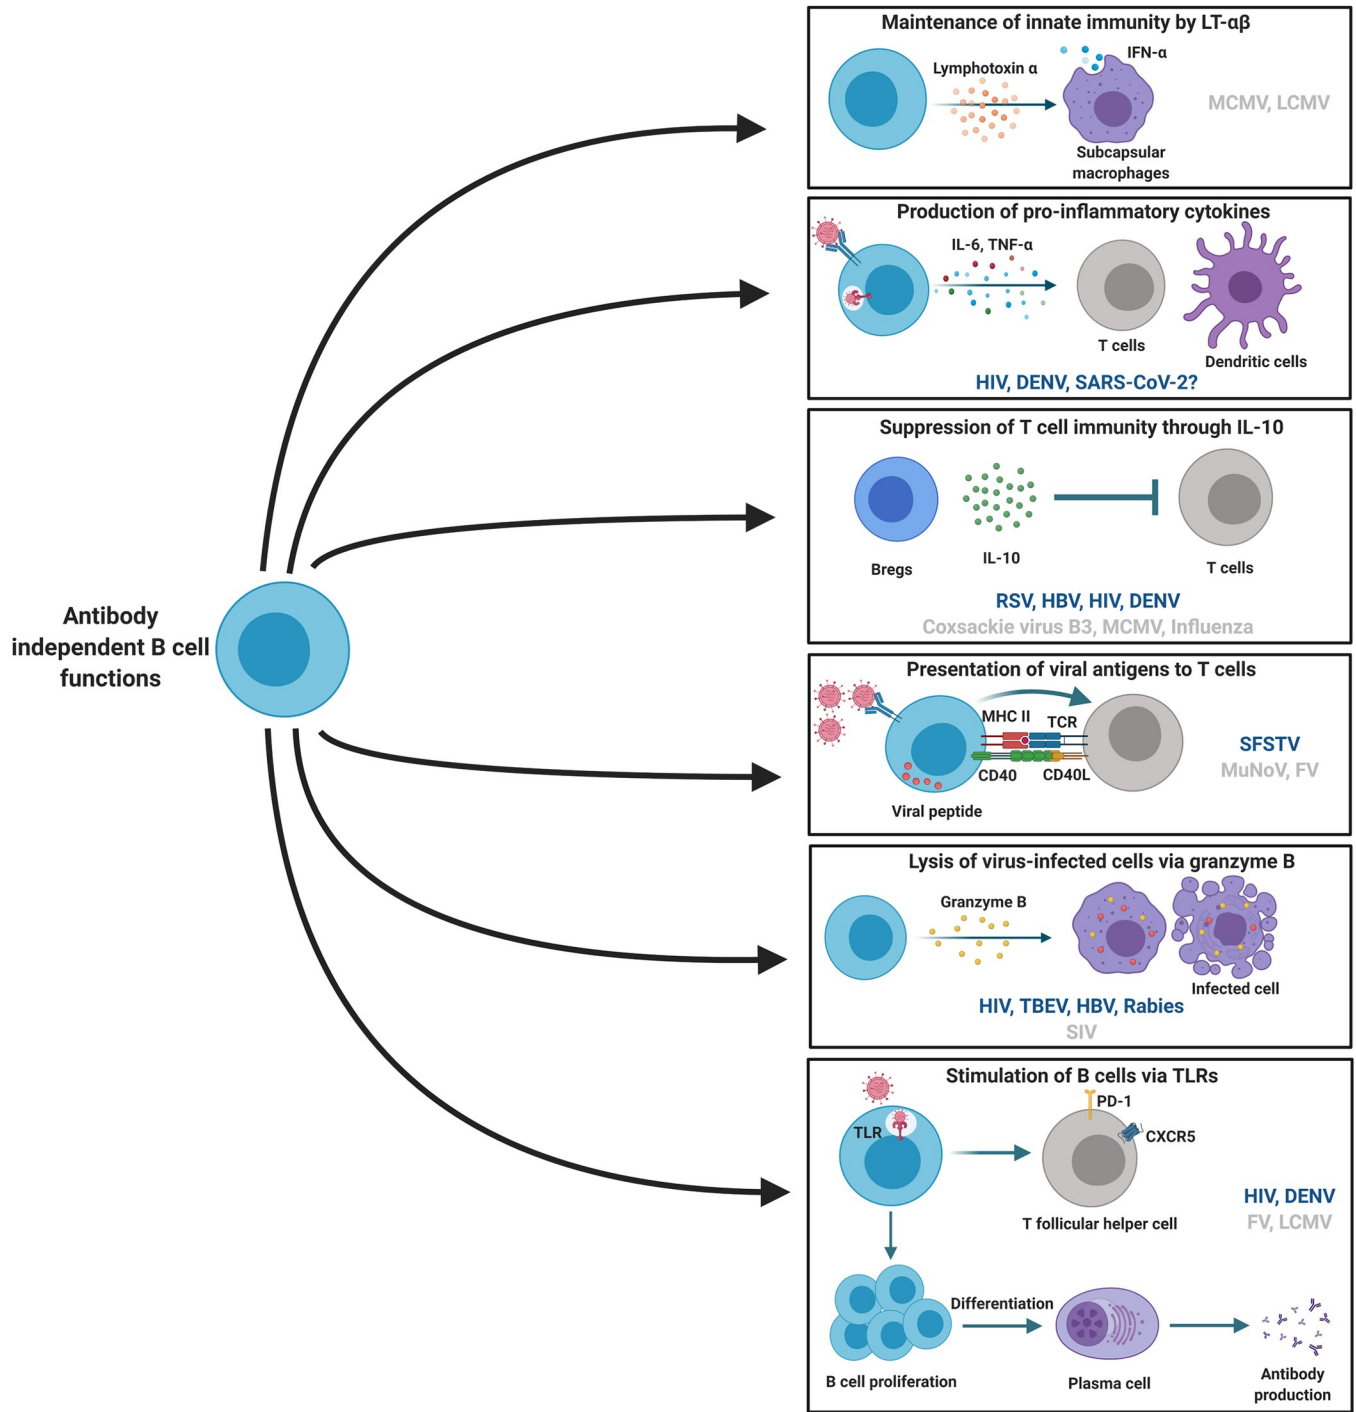 Antibody
independent B cell
functions
Maintenance of innate immunity by LT-αβ
Lymphotoxin α
IFN-α
MCMV, LCMV
Subcapsular
macrophages
Production of pro-inflammatory cytokines
IL-6, TNF-α
T cells
Dendritic cells
HIV, DENV, SARS-CoV-2?
Suppression of T cell immunity through IL-10
IL-10
Bregs
T cells
RSV, HBV, HIV, DENV
Coxsackie virus B3, MCMV, Influenza
Presentation of viral antigens to T cells
MHC II
TCR
CD40
CD40L
Viral peptide
SFSTV
MuNoV, FV
Lysis of virus-infected cells via granzyme B
Granzyme B
Infected cell
HIV, TBEV, HBV, Rabies
SIV
Stimulation of B cells via TLRs
PD-1
TLR
CXCR5
T follicular helper cell
HIV, DENV
FV, LCMV
Differentiation
B cell proliferation
Plasma cell
Antibody
production